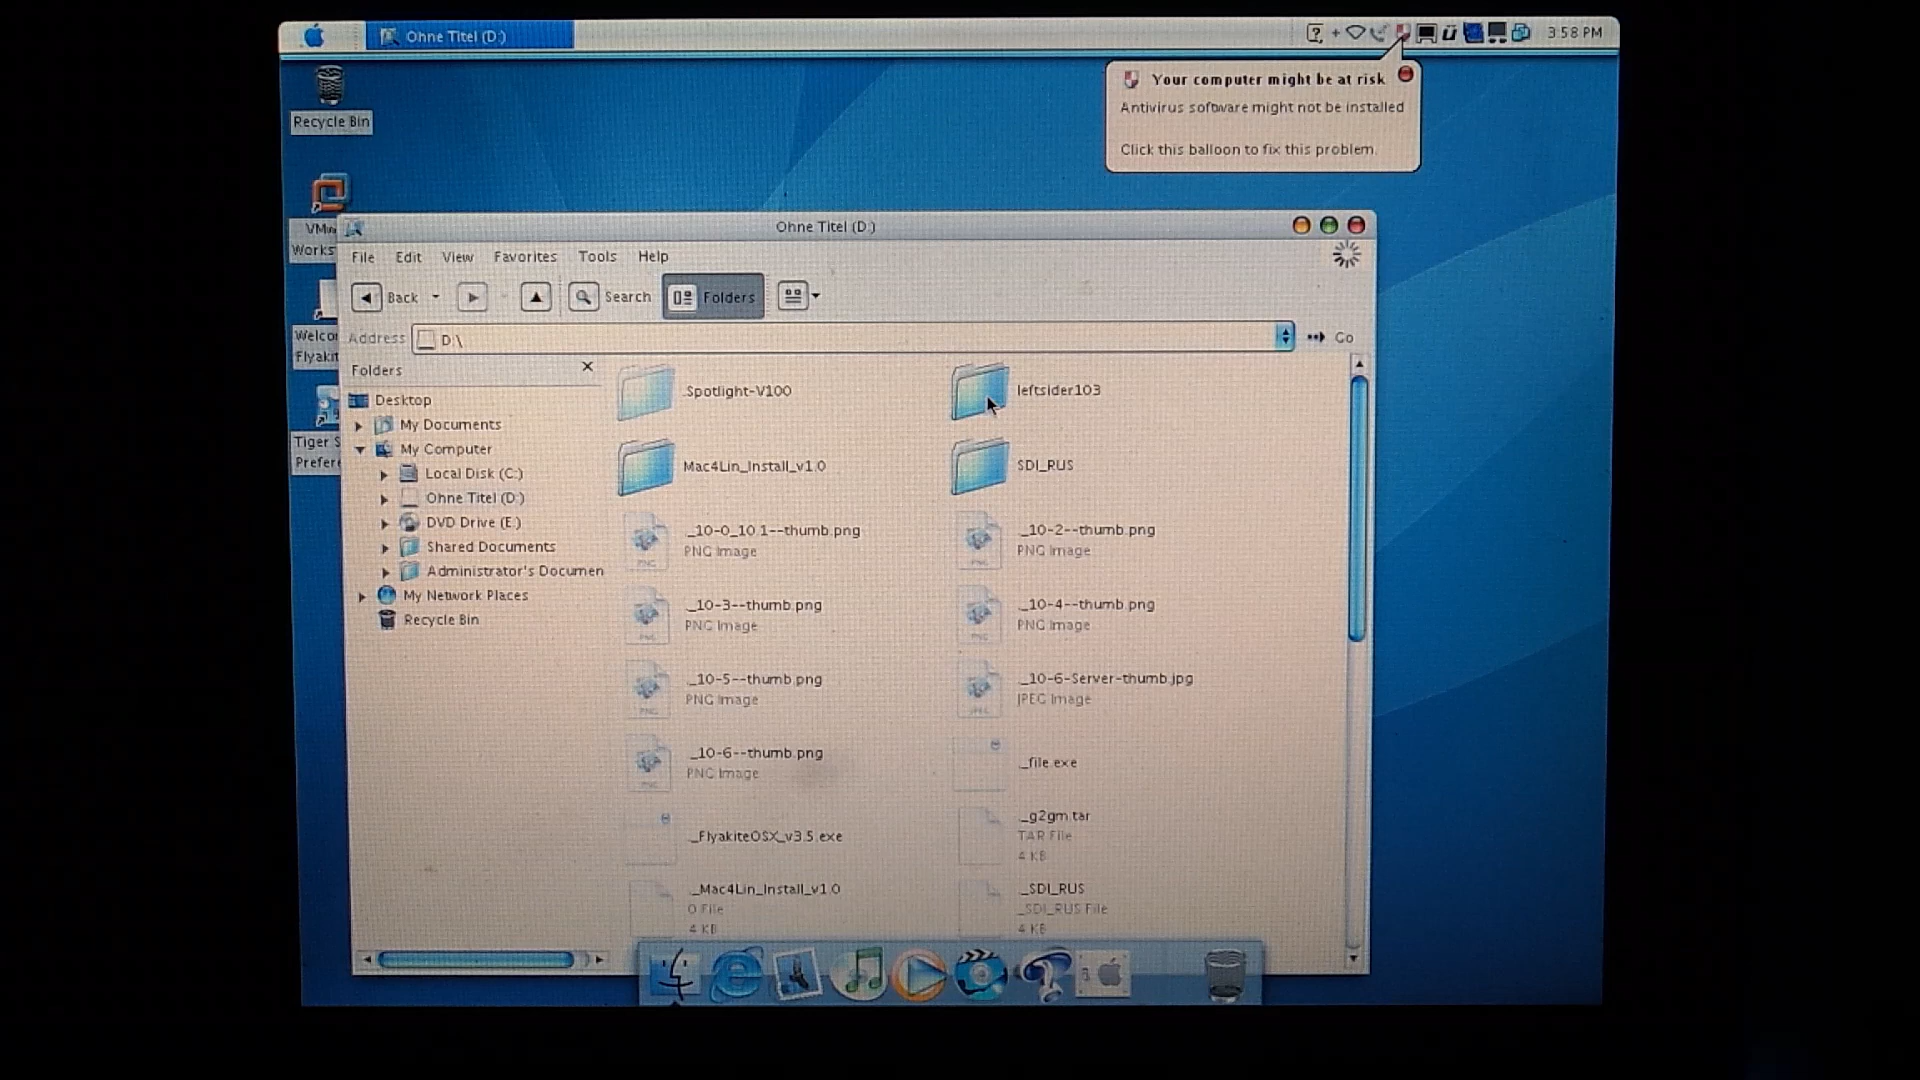 Ohne Titel (D:)
3:58 PM
Your computer might be at risk
Antivirus software might not be installed
Click this balloon to fix this problem.
Recycle Bin
Ohne Titel (D:)
File Edit View Favorites Tools Help
Back Search Folders
Address D:\ Go
Folders
Desktop
My Documents
My Computer
Local Disk (C:)
Ohne Titel (D:)
DVD Drive (E:)
Shared Documents
Administrator's Documen
My Network Places
Recycle Bin
VMw
Works
Welco
Flyakit
Tiger S
Prefere
.Spotlight-V100
leftsider103
Mac4Lin_Install_v1.0
SDI_RUS
._10-0_10.1--thumb.png
PNG Image
._10-2--thumb.png
PNG Image
._10-3--thumb.png
PNG Image
._10-4--thumb.png
PNG Image
._10-5--thumb.png
PNG Image
._10-6-Server-thumb.jpg
JPEG Image
._10-6--thumb.png
PNG Image
._file.exe
._FlyakiteOSX_v3.5.exe
._g2gm.tar
TAR File
4 KB
._Mac4Lin_Install_v1.0
0 File
4 KB
._SDI_RUS
._SDI_RUS File
4 KB